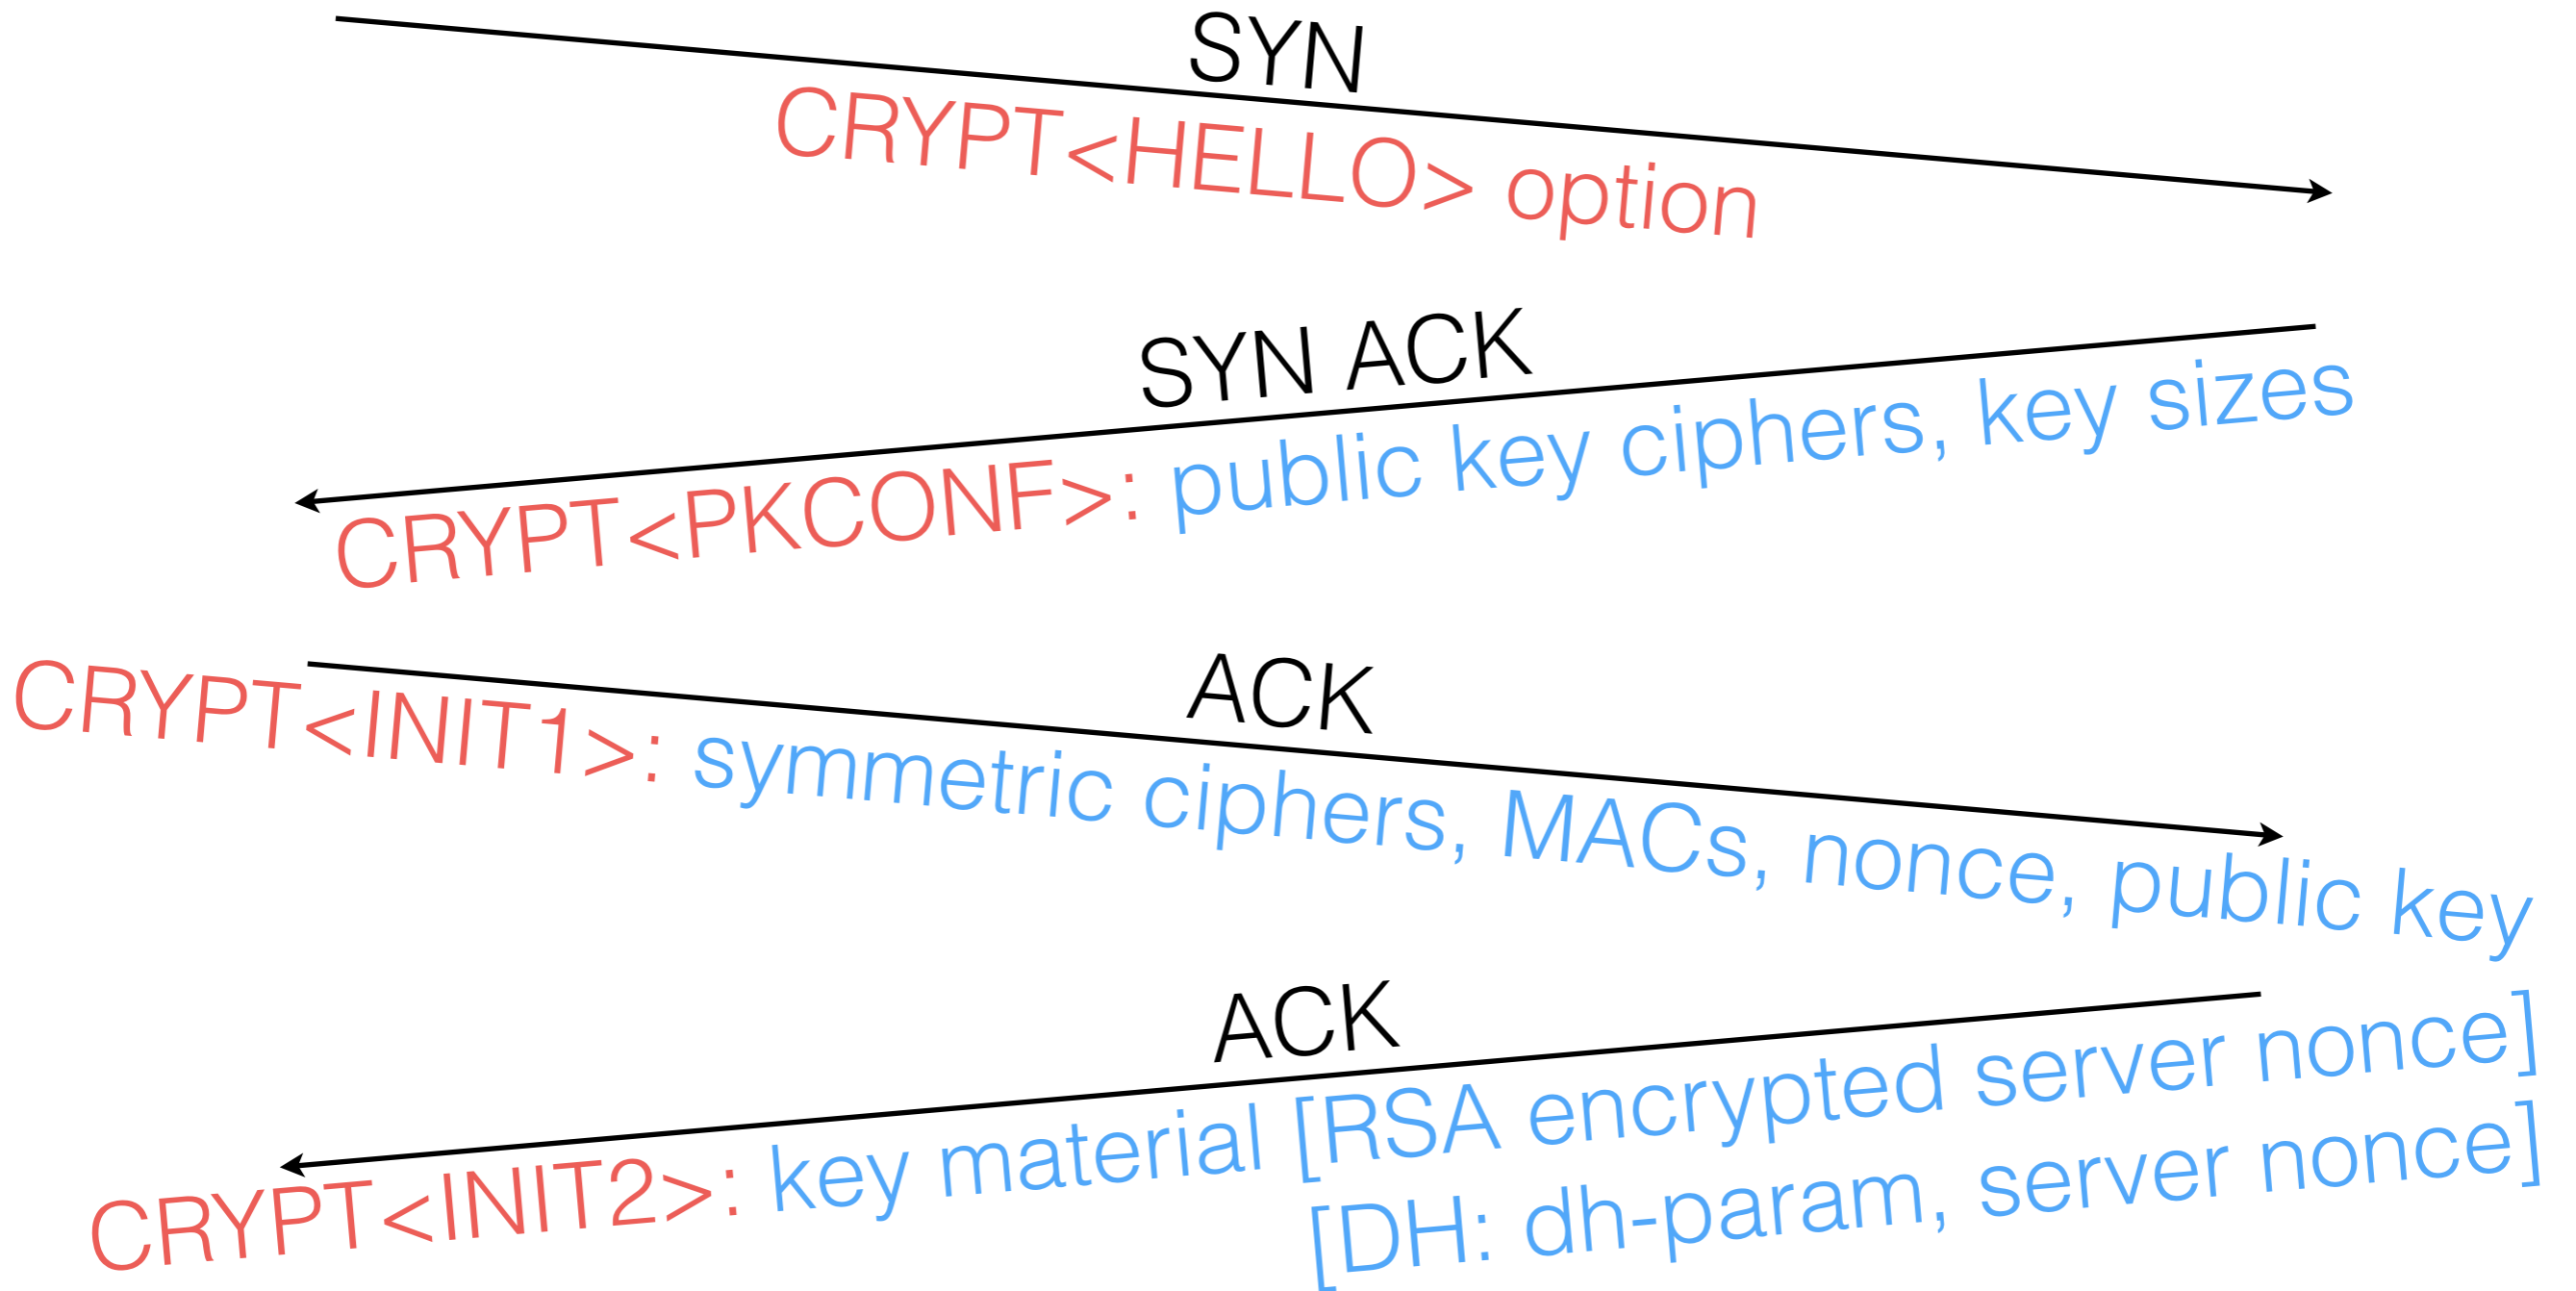 SYN
CRYPT<HELLO> option
SYN ACK
CRYPT<PKCONF>: public key ciphers, key sizes
ACK
CRYPT<INIT1>: symmetric ciphers, MACs, nonce, public key
ACK
CRYPT<INIT2>: key material [RSA encrypted server nonce]
[DH: dh-param, server nonce]